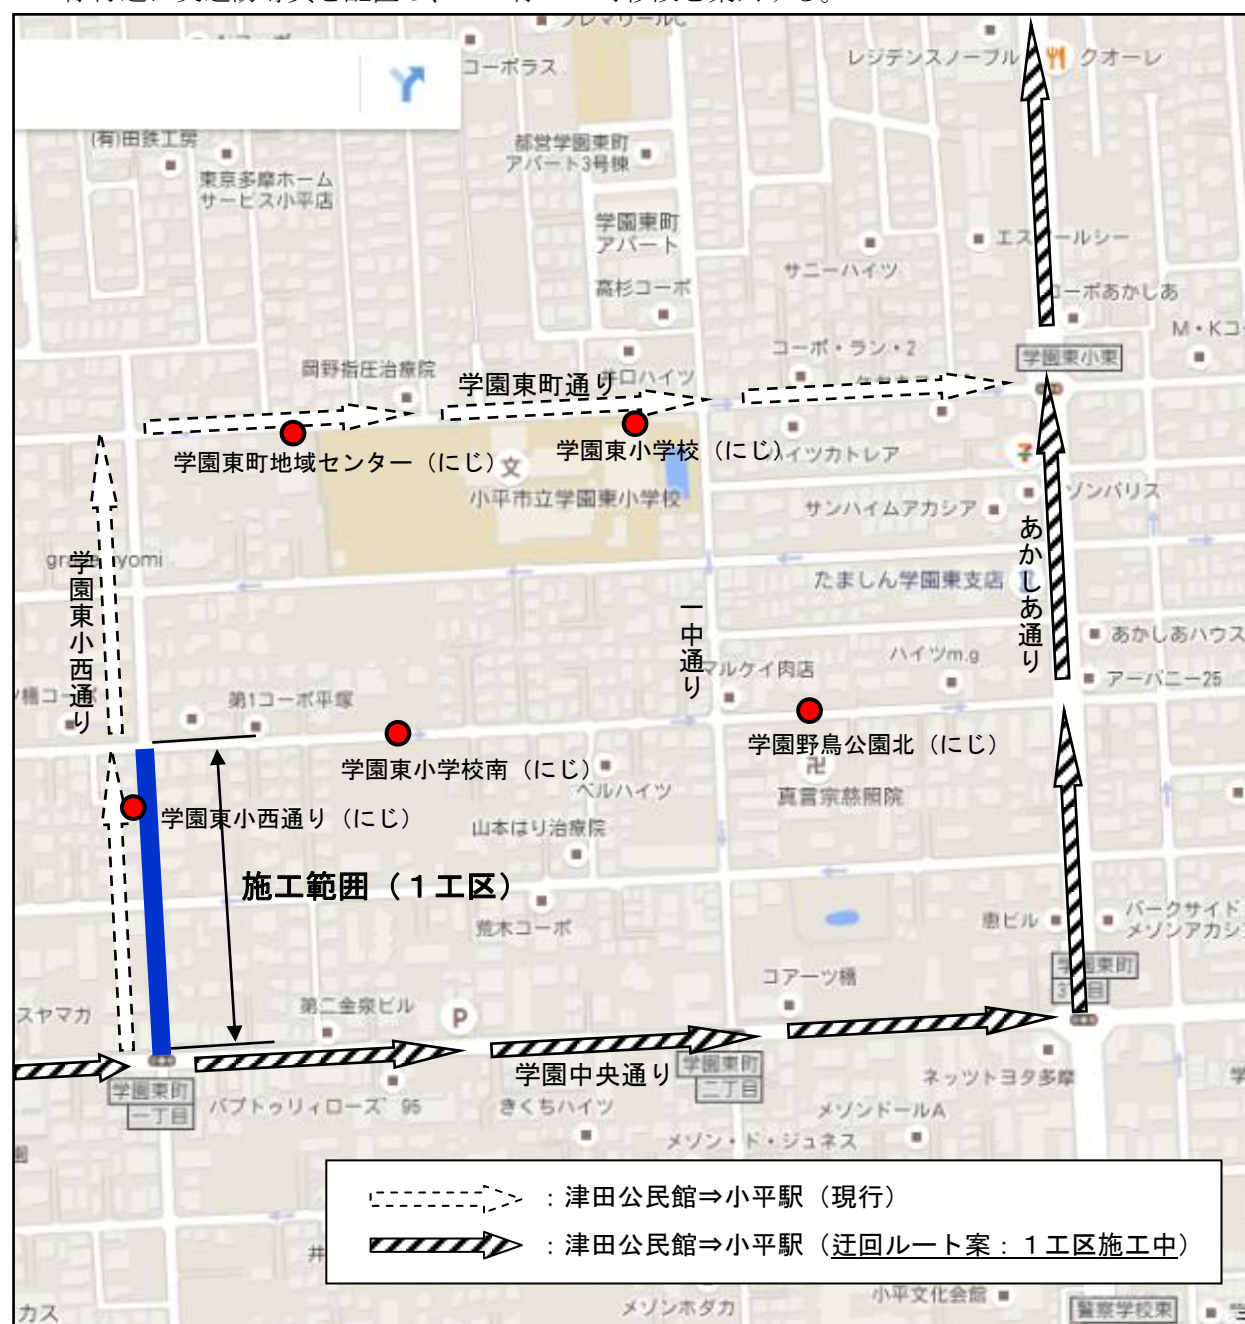 コーポラス
レジデンスノーブル
クオーレ
(有)田鉄工房
東京多摩ホーム
サービス小平店
都営学園東町
アパート3号棟
学園東町
アパート
サニーハイツ
高杉コーポ
コーポあかしあ
学園東小東
コーポ・ラン・2
岡野指圧治療院
学園東町通り
井口ハイツ
学園東町地域センター（にじ）
学園東小学校（にじ）
ハイツカトレア
文
小平市立学園東小学校
サンハイムアカシア
学園東小西通り
一中通り
あかしあ通り
たましん学園東支店
あかしあハウス
マルケイ肉店
ハイツm.g
アーバニー25
第1コーポ平塚
学園東小学校南（にじ）
学園野鳥公園北（にじ）
ベルハイツ
卍
真言宗慈照院
学園東小西通り（にじ）
山本はり治療院
施工範囲（１工区）
荒木コーポ
恵ビル
パークサイド
コアーツ橋
第二金泉ビル
P
スヤマガ
学園中央通り
学園東町
一丁目
学園東町
二丁目
ネッツトヨタ多摩
きくちハイツ
メゾンドールA
メゾン・ド・ジュネス
：津田公民館⇒小平駅（現行）
：津田公民館⇒小平駅（迂回ルート案：１工区施工中）
小平文化会館
メゾンホダカ
警察学校東
カス